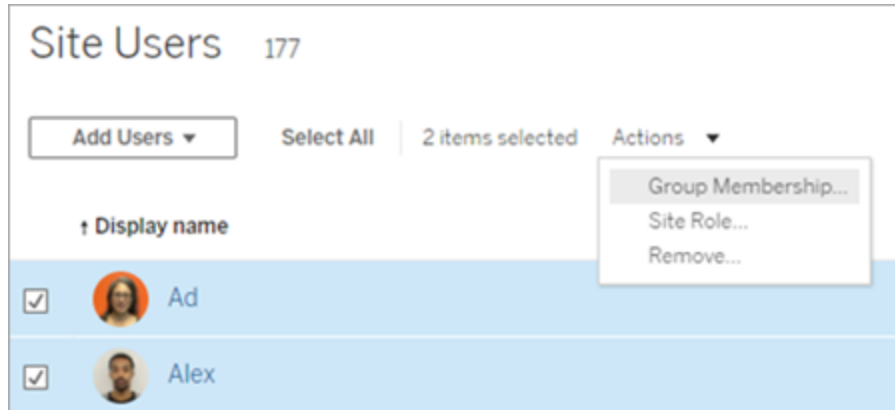 Site Users 177
Add Users ▾ Select All 2 items selected Actions ▼
Group Membership...
Site Role...
Remove...
↑ Display name
Ad
Alex